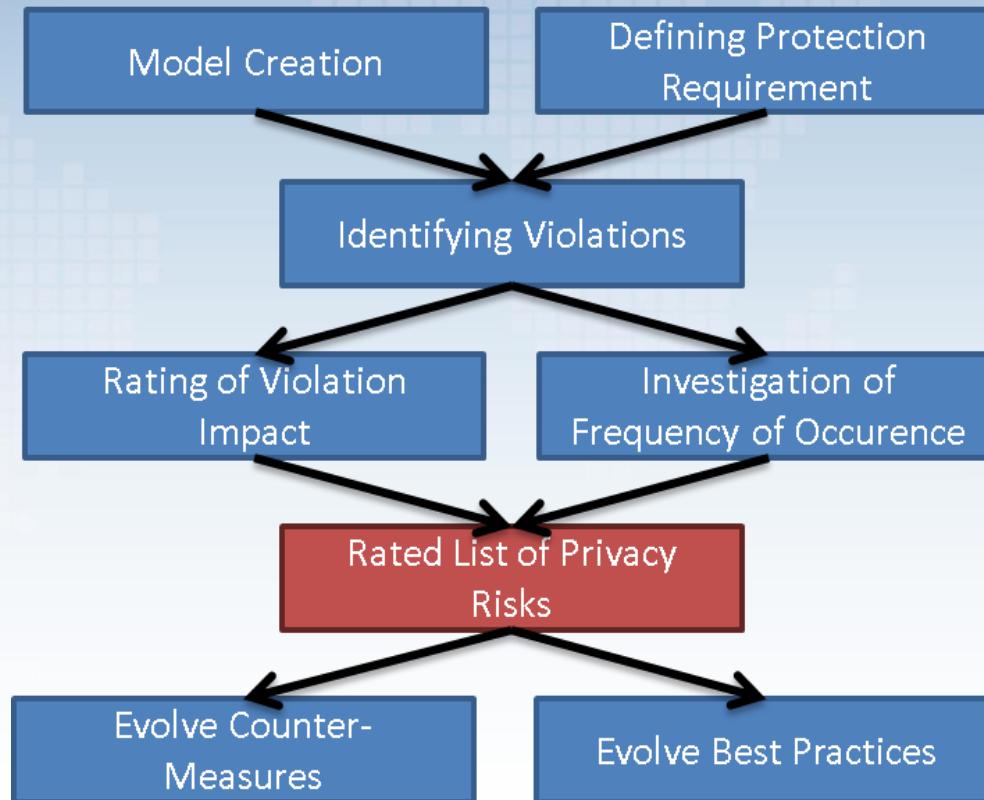 Model Creation
Defining Protection
Requirement
Identifying Violations
Rating of Violation
Impact
Investigation of
Frequency of Occurence
Rated List of Privacy
Risks
Evolve Counter-
Measures
Evolve Best Practices